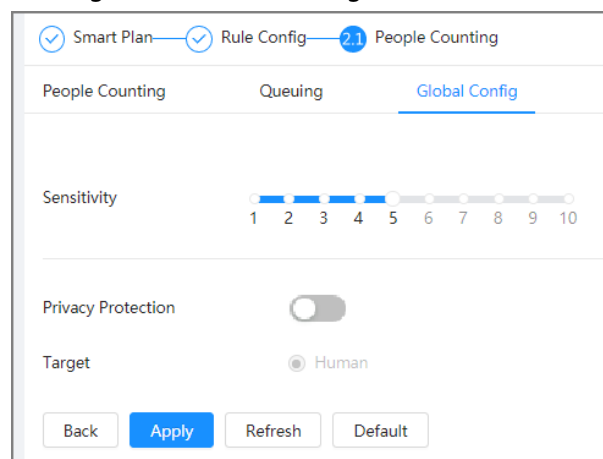 Smart Plan Rule Config 2.1 People Counting
People Counting Queuing Global Config
Sensitivity
1 2 3 4 5 6 7 8 9 10
Privacy Protection
Target Human
Back Apply Refresh Default